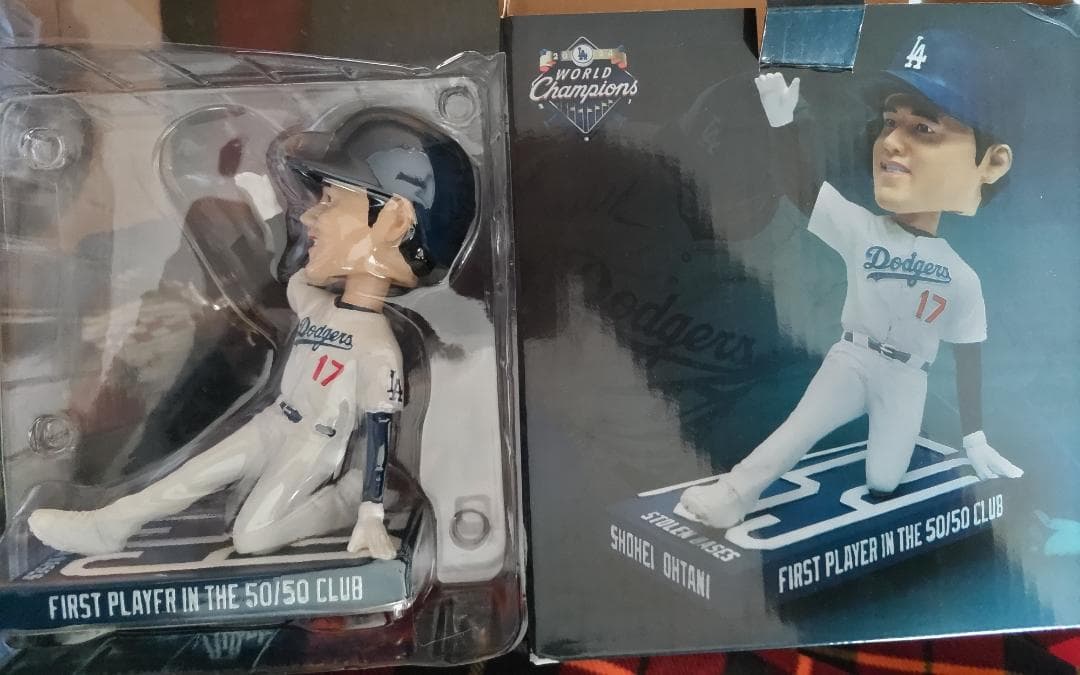 Dodgers
17
LA
FIRST PLAYER IN THE 50/50 CLUB
LA
WORLD
Champions
LA
Dodgers
Dodgers
17
STOLEN BASES
SHOHEI OHTANI
FIRST PLAYER IN THE 50/50 CLUB